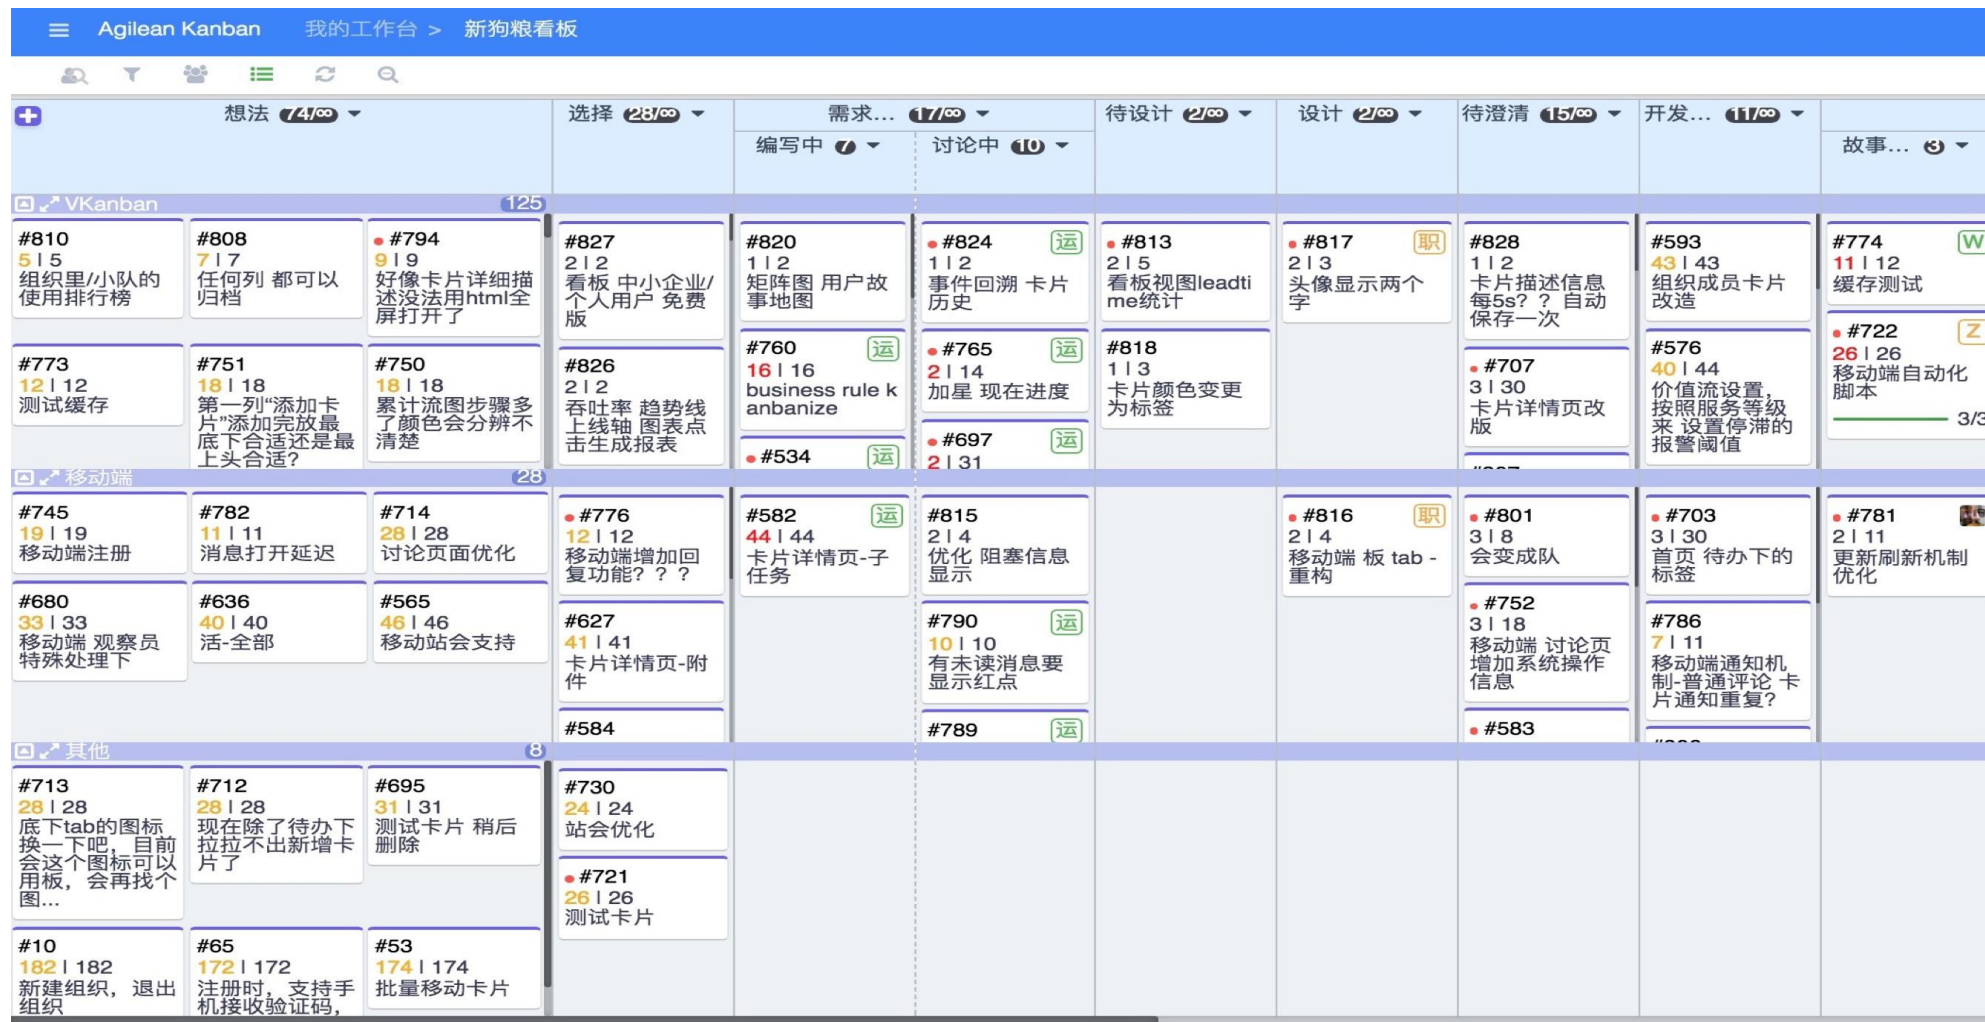 Agilean Kanban 我的工作台 > 新狗粮看板
想法 74/∞
选择 28/∞
需求... 17/∞
待设计 2/∞
设计 2/∞
待澄清 15/∞
开发... 11/∞
编写中 7
讨论中 10
故事... 3
VKanban 125
#810
5 | 5
组织里/小队的
使用排行榜
#808
7 | 7
任何列 都可以
归档
#794
9 | 9
好像卡片详细描
述没法用html全
屏打开了
#773
12 | 12
测试缓存
#751
18 | 18
第一列“添加卡
片”添加完放最
底下合适还是最
上头合适?
#750
18 | 18
累计流图步骤多
了颜色会分辨不
清楚
#827
2 | 2
看板 中小企业/
个人用户 免费
版
#826
2 | 2
吞吐率 趋势线
上线轴 图表点
击生成报表
#820
1 | 2
矩阵图 用户故
事地图
#760 运
16 | 16
business rule k
anbanize
#534 运
#824 运
1 | 2
事件回溯 卡片
历史
#765 运
2 | 14
加星 现在进度
#697 运
2 | 31
#813
2 | 5
看板视图leadti
me统计
#818
1 | 3
卡片颜色变更
为标签
#817 职
2 | 3
头像显示两个
字
#828
1 | 2
卡片描述信息
每5s? ? 自动
保存一次
#707
3 | 30
卡片详情页改
版
#593
43 | 43
组织成员卡片
改造
#576
40 | 44
价值流设置,
按照服务等级
来 设置停滞的
报警阈值
#774 W
11 | 12
缓存测试
#722 Z
26 | 26
移动端自动化
脚本
3/3
移动端 28
#745
19 | 19
移动端注册
#782
11 | 11
消息打开延迟
#714
28 | 28
讨论页面优化
#680
33 | 33
移动端 观察员
特殊处理下
#636
40 | 40
活-全部
#565
46 | 46
移动站会支持
#776
12 | 12
移动端增加回
复功能? ? ?
#627
41 | 41
卡片详情页-附
件
#584
#582 运
44 | 44
卡片详情页-子
任务
#815
2 | 4
优化 阻塞信息
显示
#790 运
10 | 10
有未读消息要
显示红点
#789 运
#816 职
2 | 4
移动端 板 tab -
重构
#801
3 | 8
会变成队
#752
3 | 18
移动端 讨论页
增加系统操作
信息
#583
#703
3 | 30
首页 待办下的
标签
#786
7 | 11
移动端通知机
制-普通评论 卡
片通知重复?
#781
2 | 11
更新刷新机制
优化
其他 8
#713
28 | 28
底下tab的图标
换一下吧, 目前
会这个图标可以
用板, 会再找个
图...
#712
28 | 28
现在除了待办下
拉拉不出新增卡
片了
#695
31 | 31
测试卡片 稍后
删除
#10
182 | 182
新建组织, 退出
组织
#65
172 | 172
注册时, 支持手
机接收验证码,
#53
174 | 174
批量移动卡片
#730
24 | 24
站会优化
#721
26 | 26
测试卡片